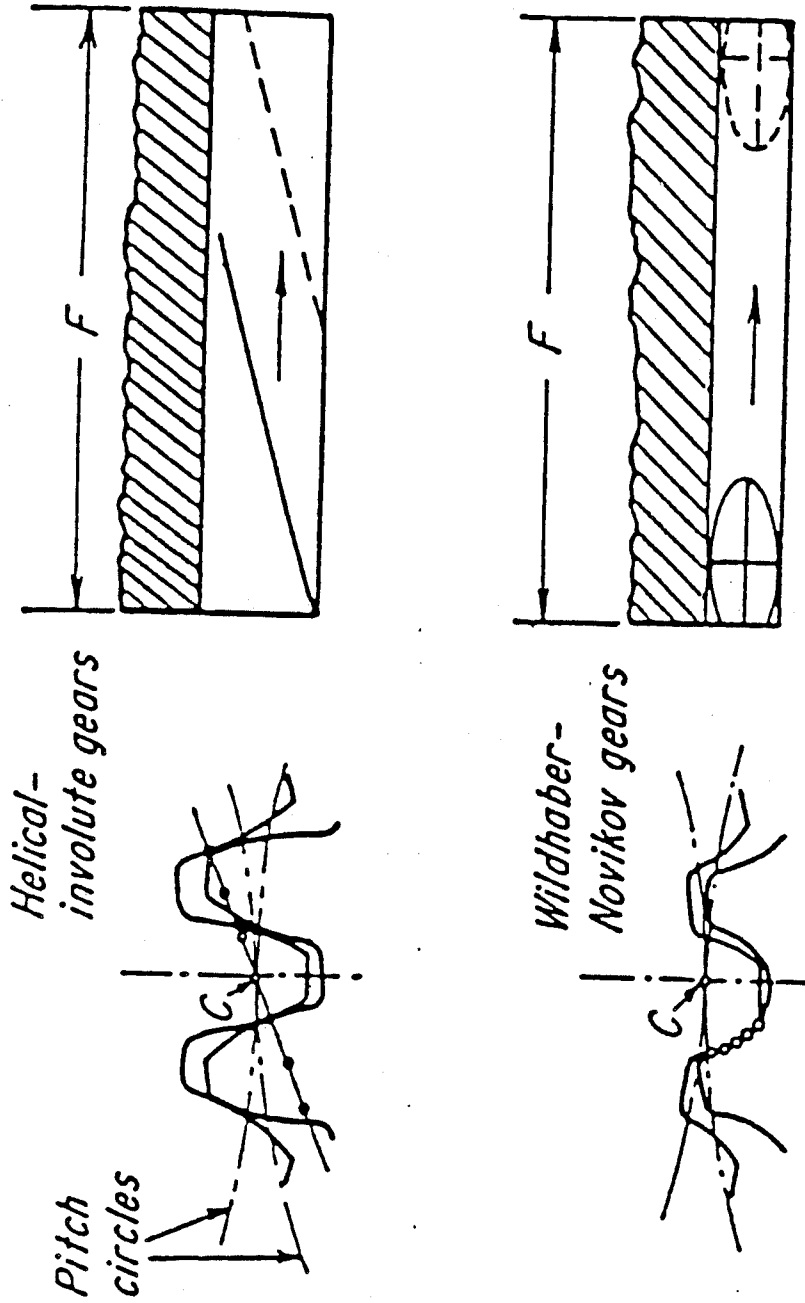 Pitch
circles
C
Helical-
involute gears
F
C
Wildhaber-
Novikov gears
F